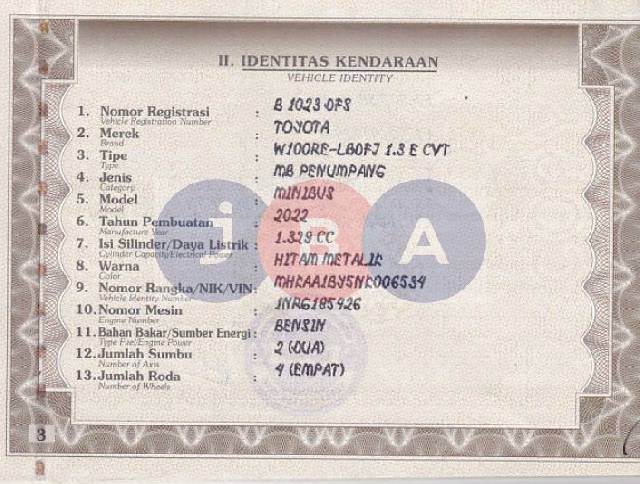 II. IDENTITAS KENDARAAN
VEHICLE IDENTITY
1. Nomor Registrasi : B 1023 DFS
Vehicle Registration Number
2. Merek : TOYOTA
Brand
3. Tipe : W100RE-LBDFJ 1.3 E CVT
Type
4. Jenis : MB PENUMPANG
Category
5. Model : MINIBUS
Model
6. Tahun Pembuatan : 2022
Manufacture Year
7. Isi Silinder/Daya Listrik : 1.329 CC
Cylinder Capacity/Electrical Power
8. Warna : HITAM METALIK
Color
9. Nomor Rangka/NIK/VIN : MHKAA1BY5NK006534
Vehicle Identity Number
10. Nomor Mesin : 1NRG185426
Engine Number
11. Bahan Bakar/Sumber Energi : BENSIN
Type Fuel/Engine Power
12. Jumlah Sumbu : 2 (DUA)
Number of Axis
13. Jumlah Roda : 4 (EMPAT)
Number of Wheels
jBA
3